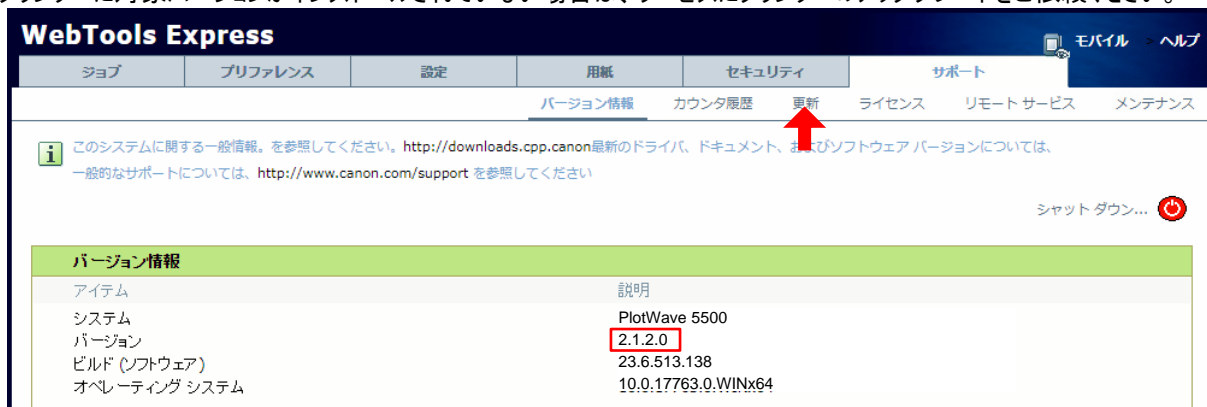 WebTools Express
モバイル ヘルプ
ジョブ プリファレンス 設定 用紙 セキュリティ サポート
バージョン情報 カウンタ履歴 更新 ライセンス リモート サービス メンテナンス
このシステムに関する一般情報。を参照してください。http://downloads.cpp.canon最新のドライバ、ドキュメント、およびソフトウェア バージョンについては、
一般的なサポートについては、http://www.canon.com/support を参照してください
シャット ダウン...
バージョン情報
アイテム 説明
システム PlotWave 5500
バージョン 2.1.2.0
ビルド (ソフトウェア) 23.6.513.138
オペレーティング システム 10.0.17763.0.WINx64